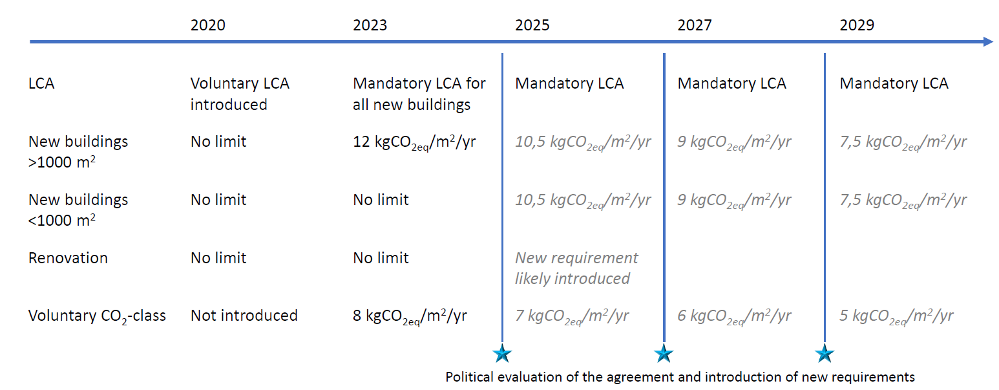 2020 2023 2025 2027 2029
LCA Voluntary LCA Mandatory LCA for Mandatory LCA Mandatory LCA Mandatory LCA
introduced all new buildings
New buildings No limit 12 kgCO2eq/m²/yr 10,5 kgCO2eq/m²/yr 9 kgCO2eq/m²/yr 7,5 kgCO2eq/m²/yr
>1000 m²
New buildings No limit No limit 10,5 kgCO2eq/m²/yr 9 kgCO2eq/m²/yr 7,5 kgCO2eq/m²/yr
<1000 m²
Renovation No limit No limit New requirement
likely introduced
Voluntary CO2-class Not introduced 8 kgCO2eq/m²/yr 7 kgCO2eq/m²/yr 6 kgCO2eq/m²/yr 5 kgCO2eq/m²/yr
Political evaluation of the agreement and introduction of new requirements